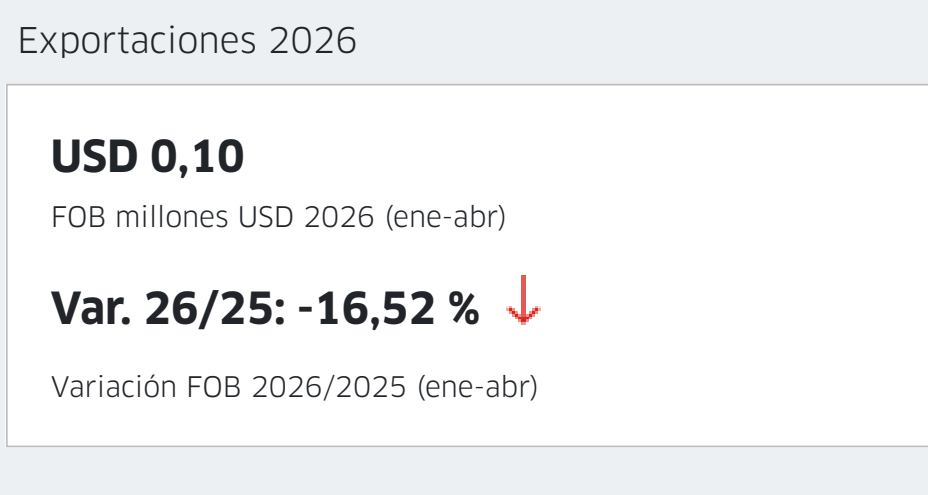 Exportaciones 2026
USD 0,10
FOB millones USD 2026 (ene-abr)
Var. 26/25: -16,52 %
Variación FOB 2026/2025 (ene-abr)